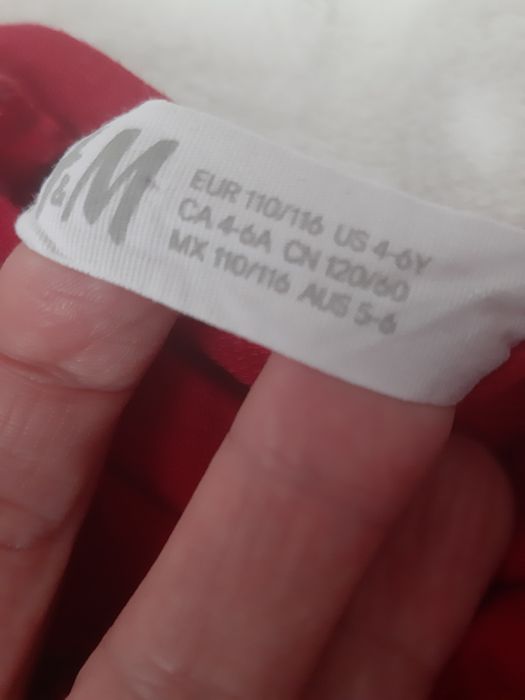 H&M
EUR 110/116 US 4-6Y
CA 4-6A CN 120/60
MX 110/116 AUS 5-6